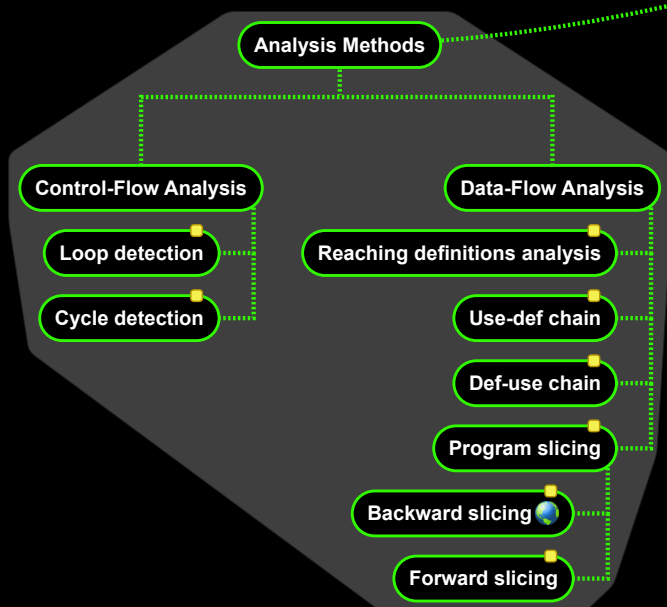 Analysis Methods
Control-Flow Analysis
Loop detection
Cycle detection
Data-Flow Analysis
Reaching definitions analysis
Use-def chain
Def-use chain
Program slicing
Backward slicing
Forward slicing